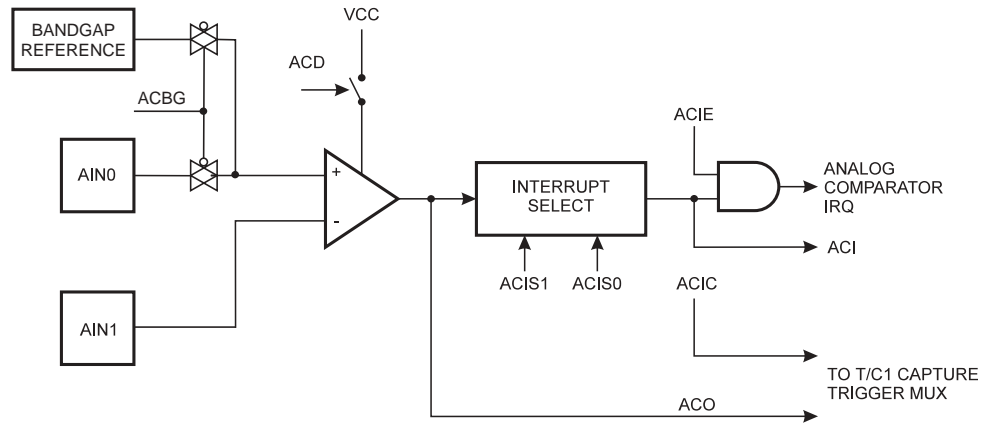 BANDGAP
REFERENCE
VCC
ACD
ACBG
ACIE
AIN0
+
-
INTERRUPT
SELECT
ANALOG
COMPARATOR
IRQ
ACI
ACIS1
ACIS0
ACIC
AIN1
TO T/C1 CAPTURE
TRIGGER MUX
ACO